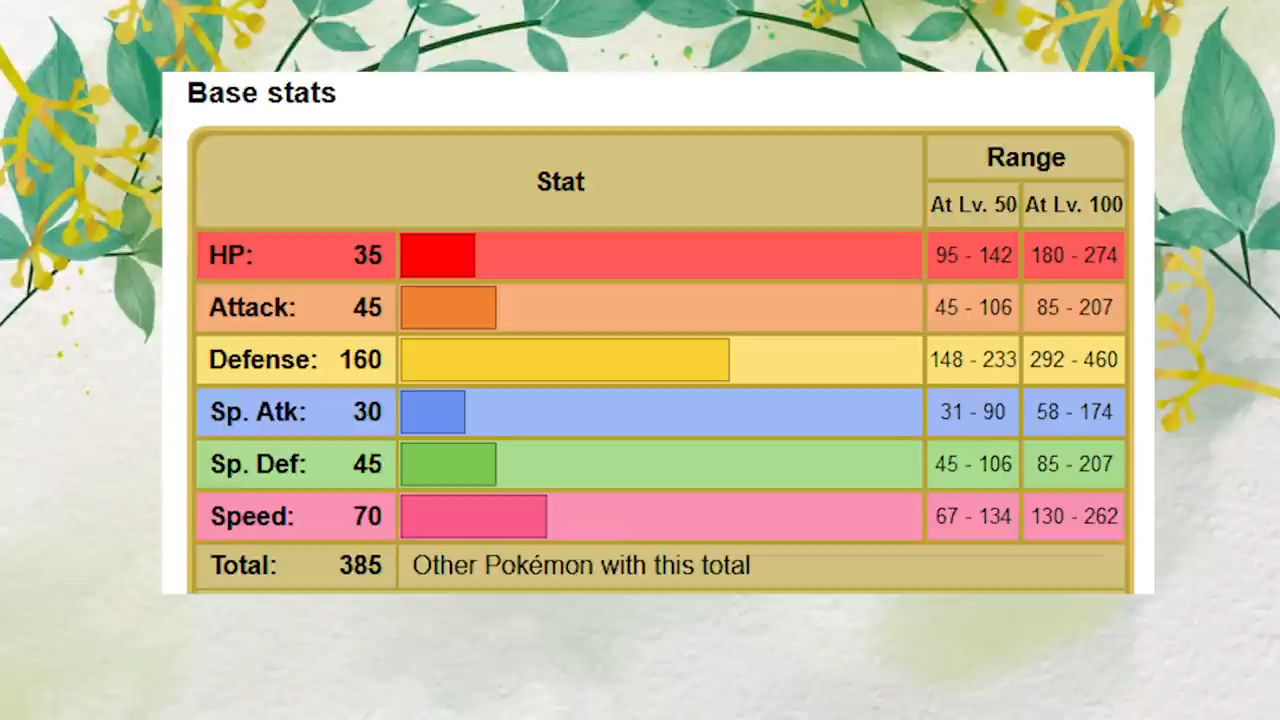 Base stats
Stat Range
At Lv. 50 At Lv. 100
HP: 35 95 - 142 180 - 274
Attack: 45 45 - 106 85 - 207
Defense: 160 148 - 233 292 - 460
Sp. Atk: 30 31 - 90 58 - 174
Sp. Def: 45 45 - 106 85 - 207
Speed: 70 67 - 134 130 - 262
Total: 385 Other Pokémon with this total